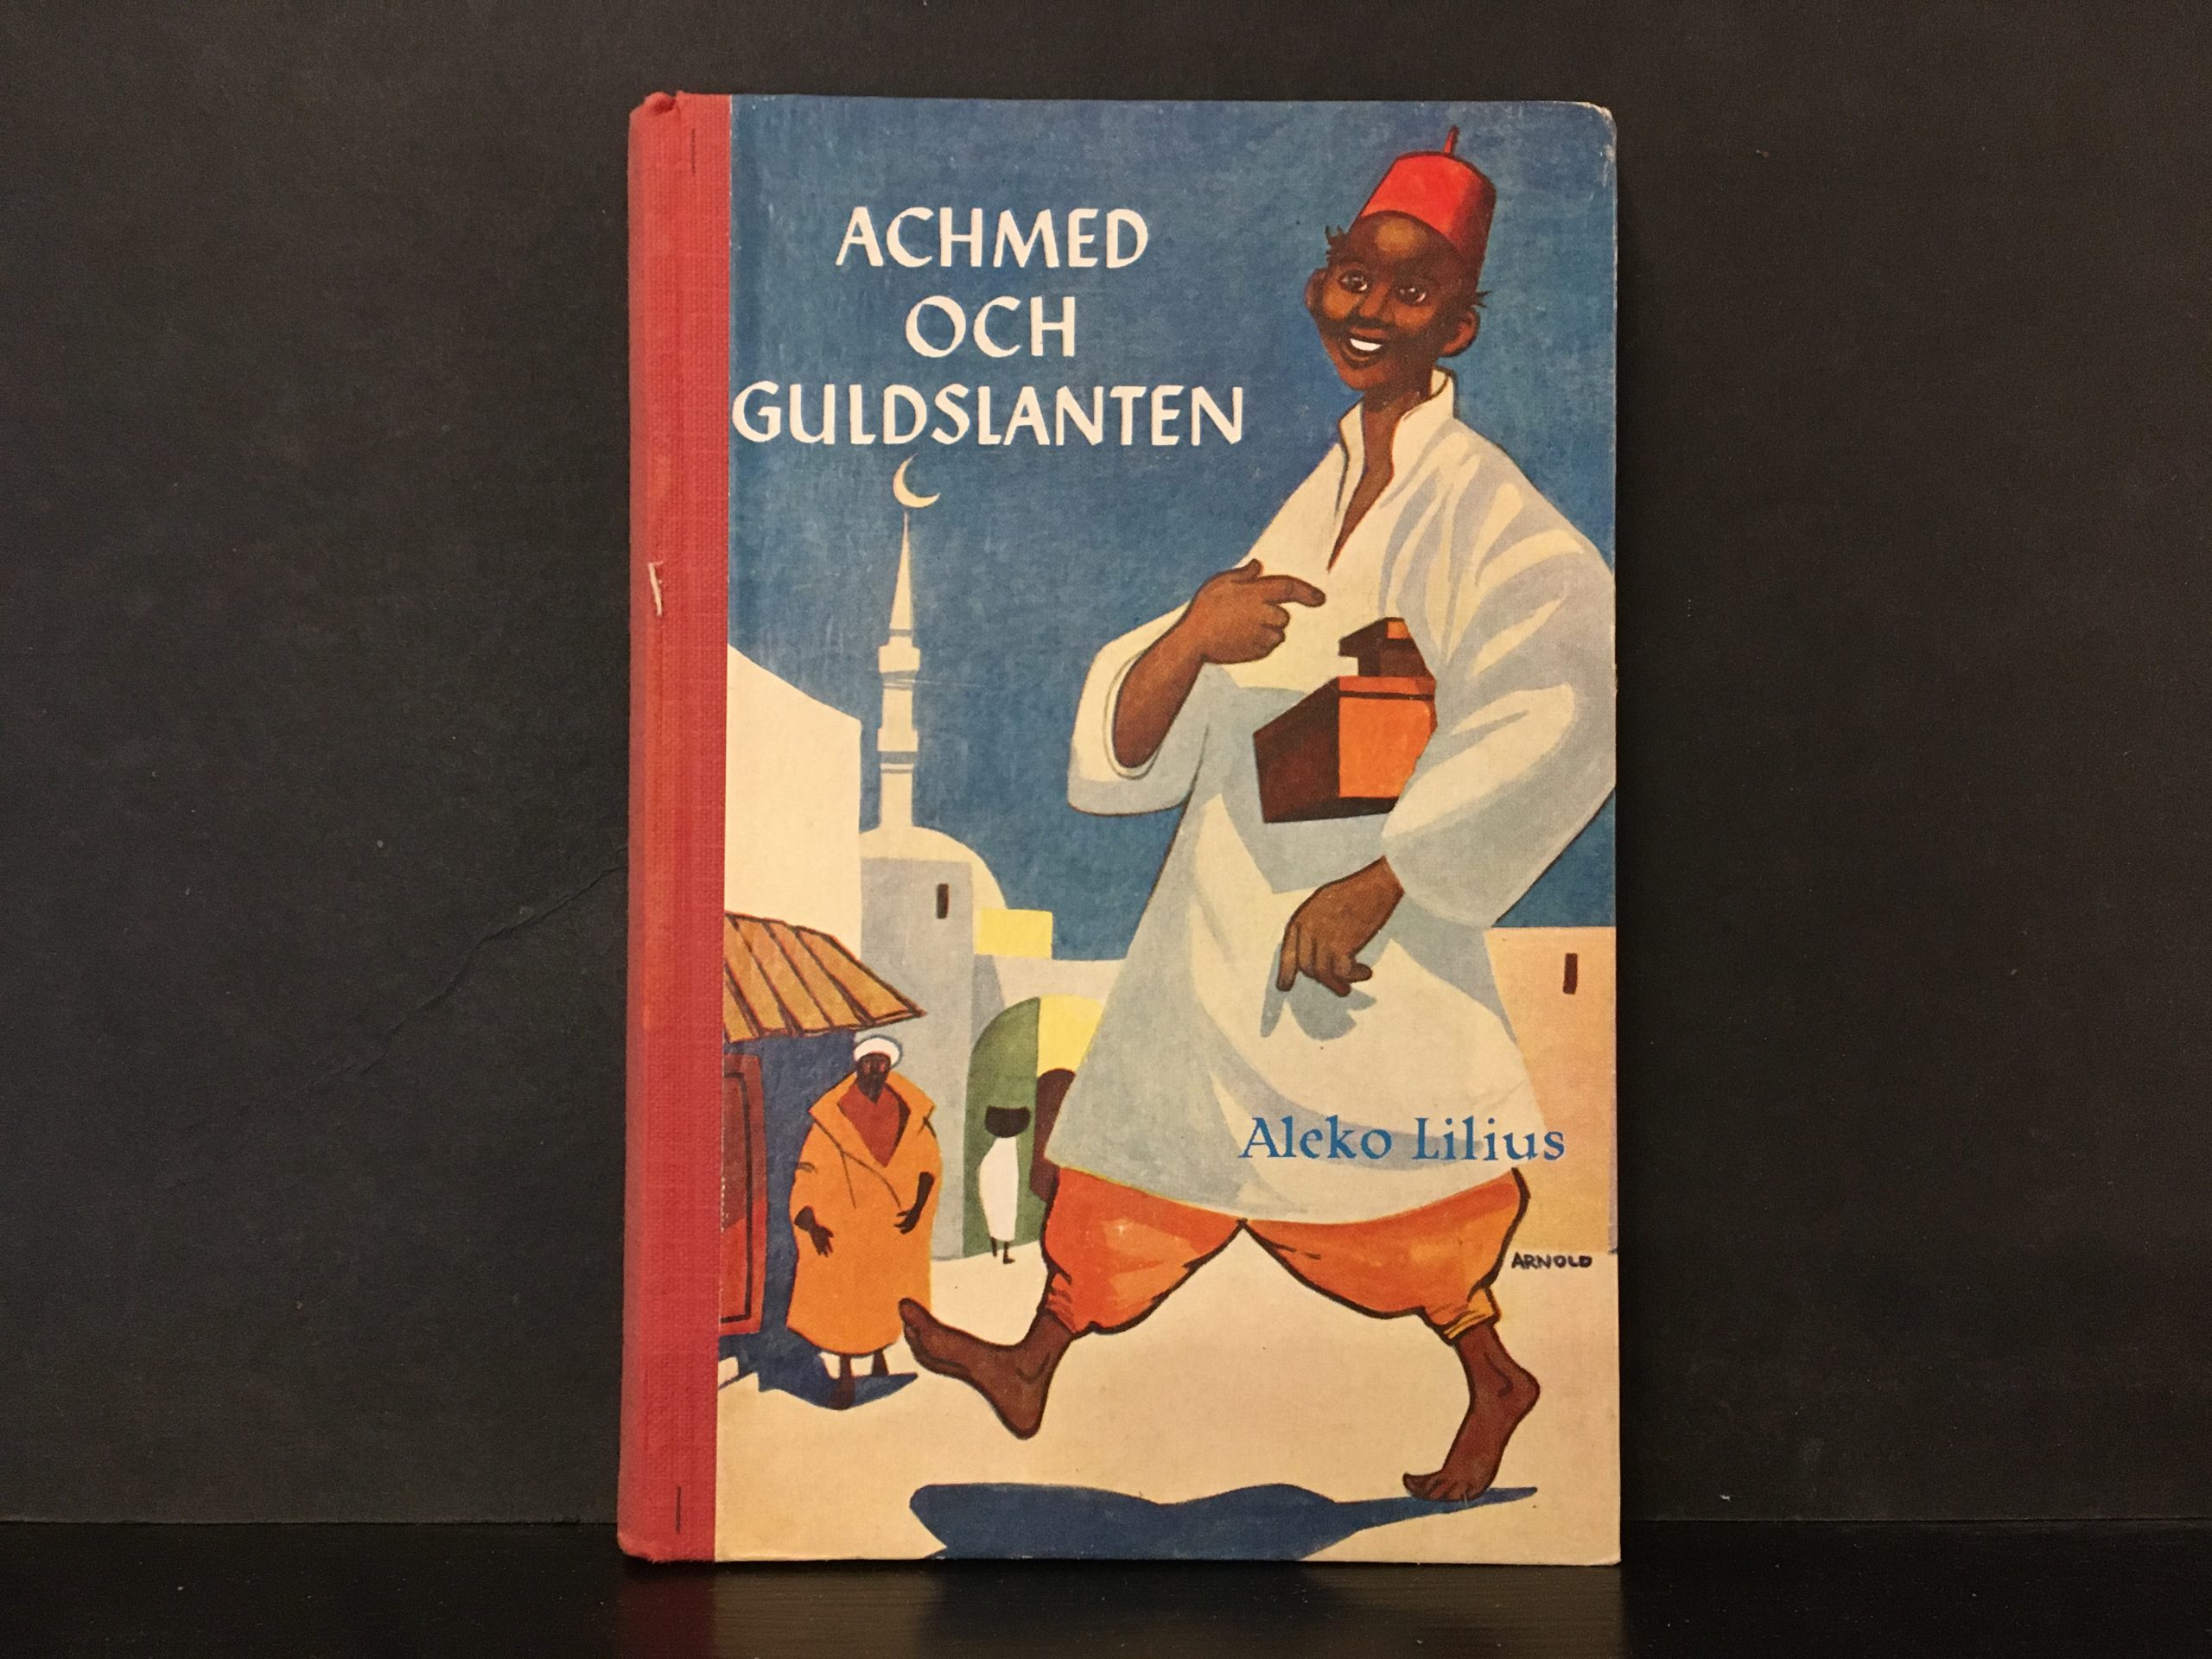 ACHMED
OCH
GULDSLANTEN
Aleko Lilius
ARNOLD